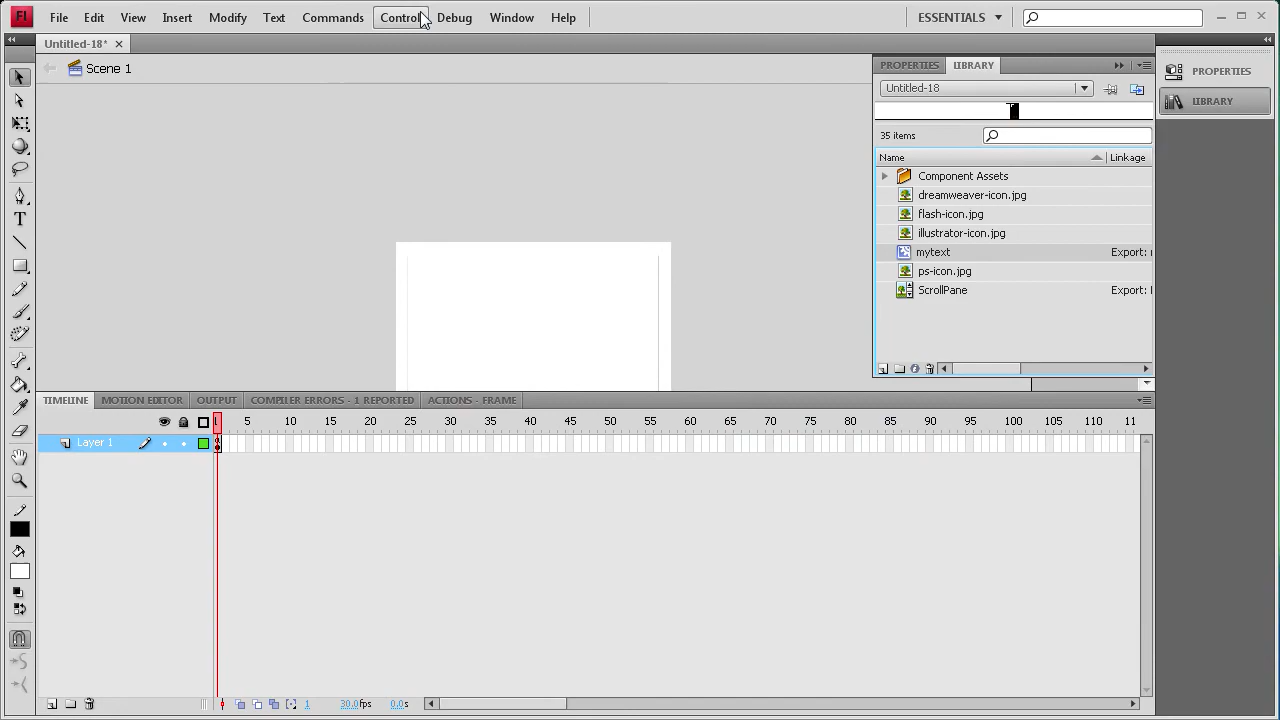 Fl File Edit View Insert Modify Text Commands Control Debug Window Help ESSENTIALS
Untitled-18*
Scene 1
PROPERTIES LIBRARY
PROPERTIES
LIBRARY
Untitled-18
35 items
Name Linkage
Component Assets
dreamweaver-icon.jpg
flash-icon.jpg
illustrator-icon.jpg
mytext Export:
ps-icon.jpg
ScrollPane Export:
TIMELINE MOTION EDITOR OUTPUT COMPILER ERRORS - 1 REPORTED ACTIONS - FRAME
5 10 15 20 25 30 35 40 45 50 55 60 65 70 75 80 85 90 95 100 105 110 11
Layer 1
1 30.0fps 0.0s